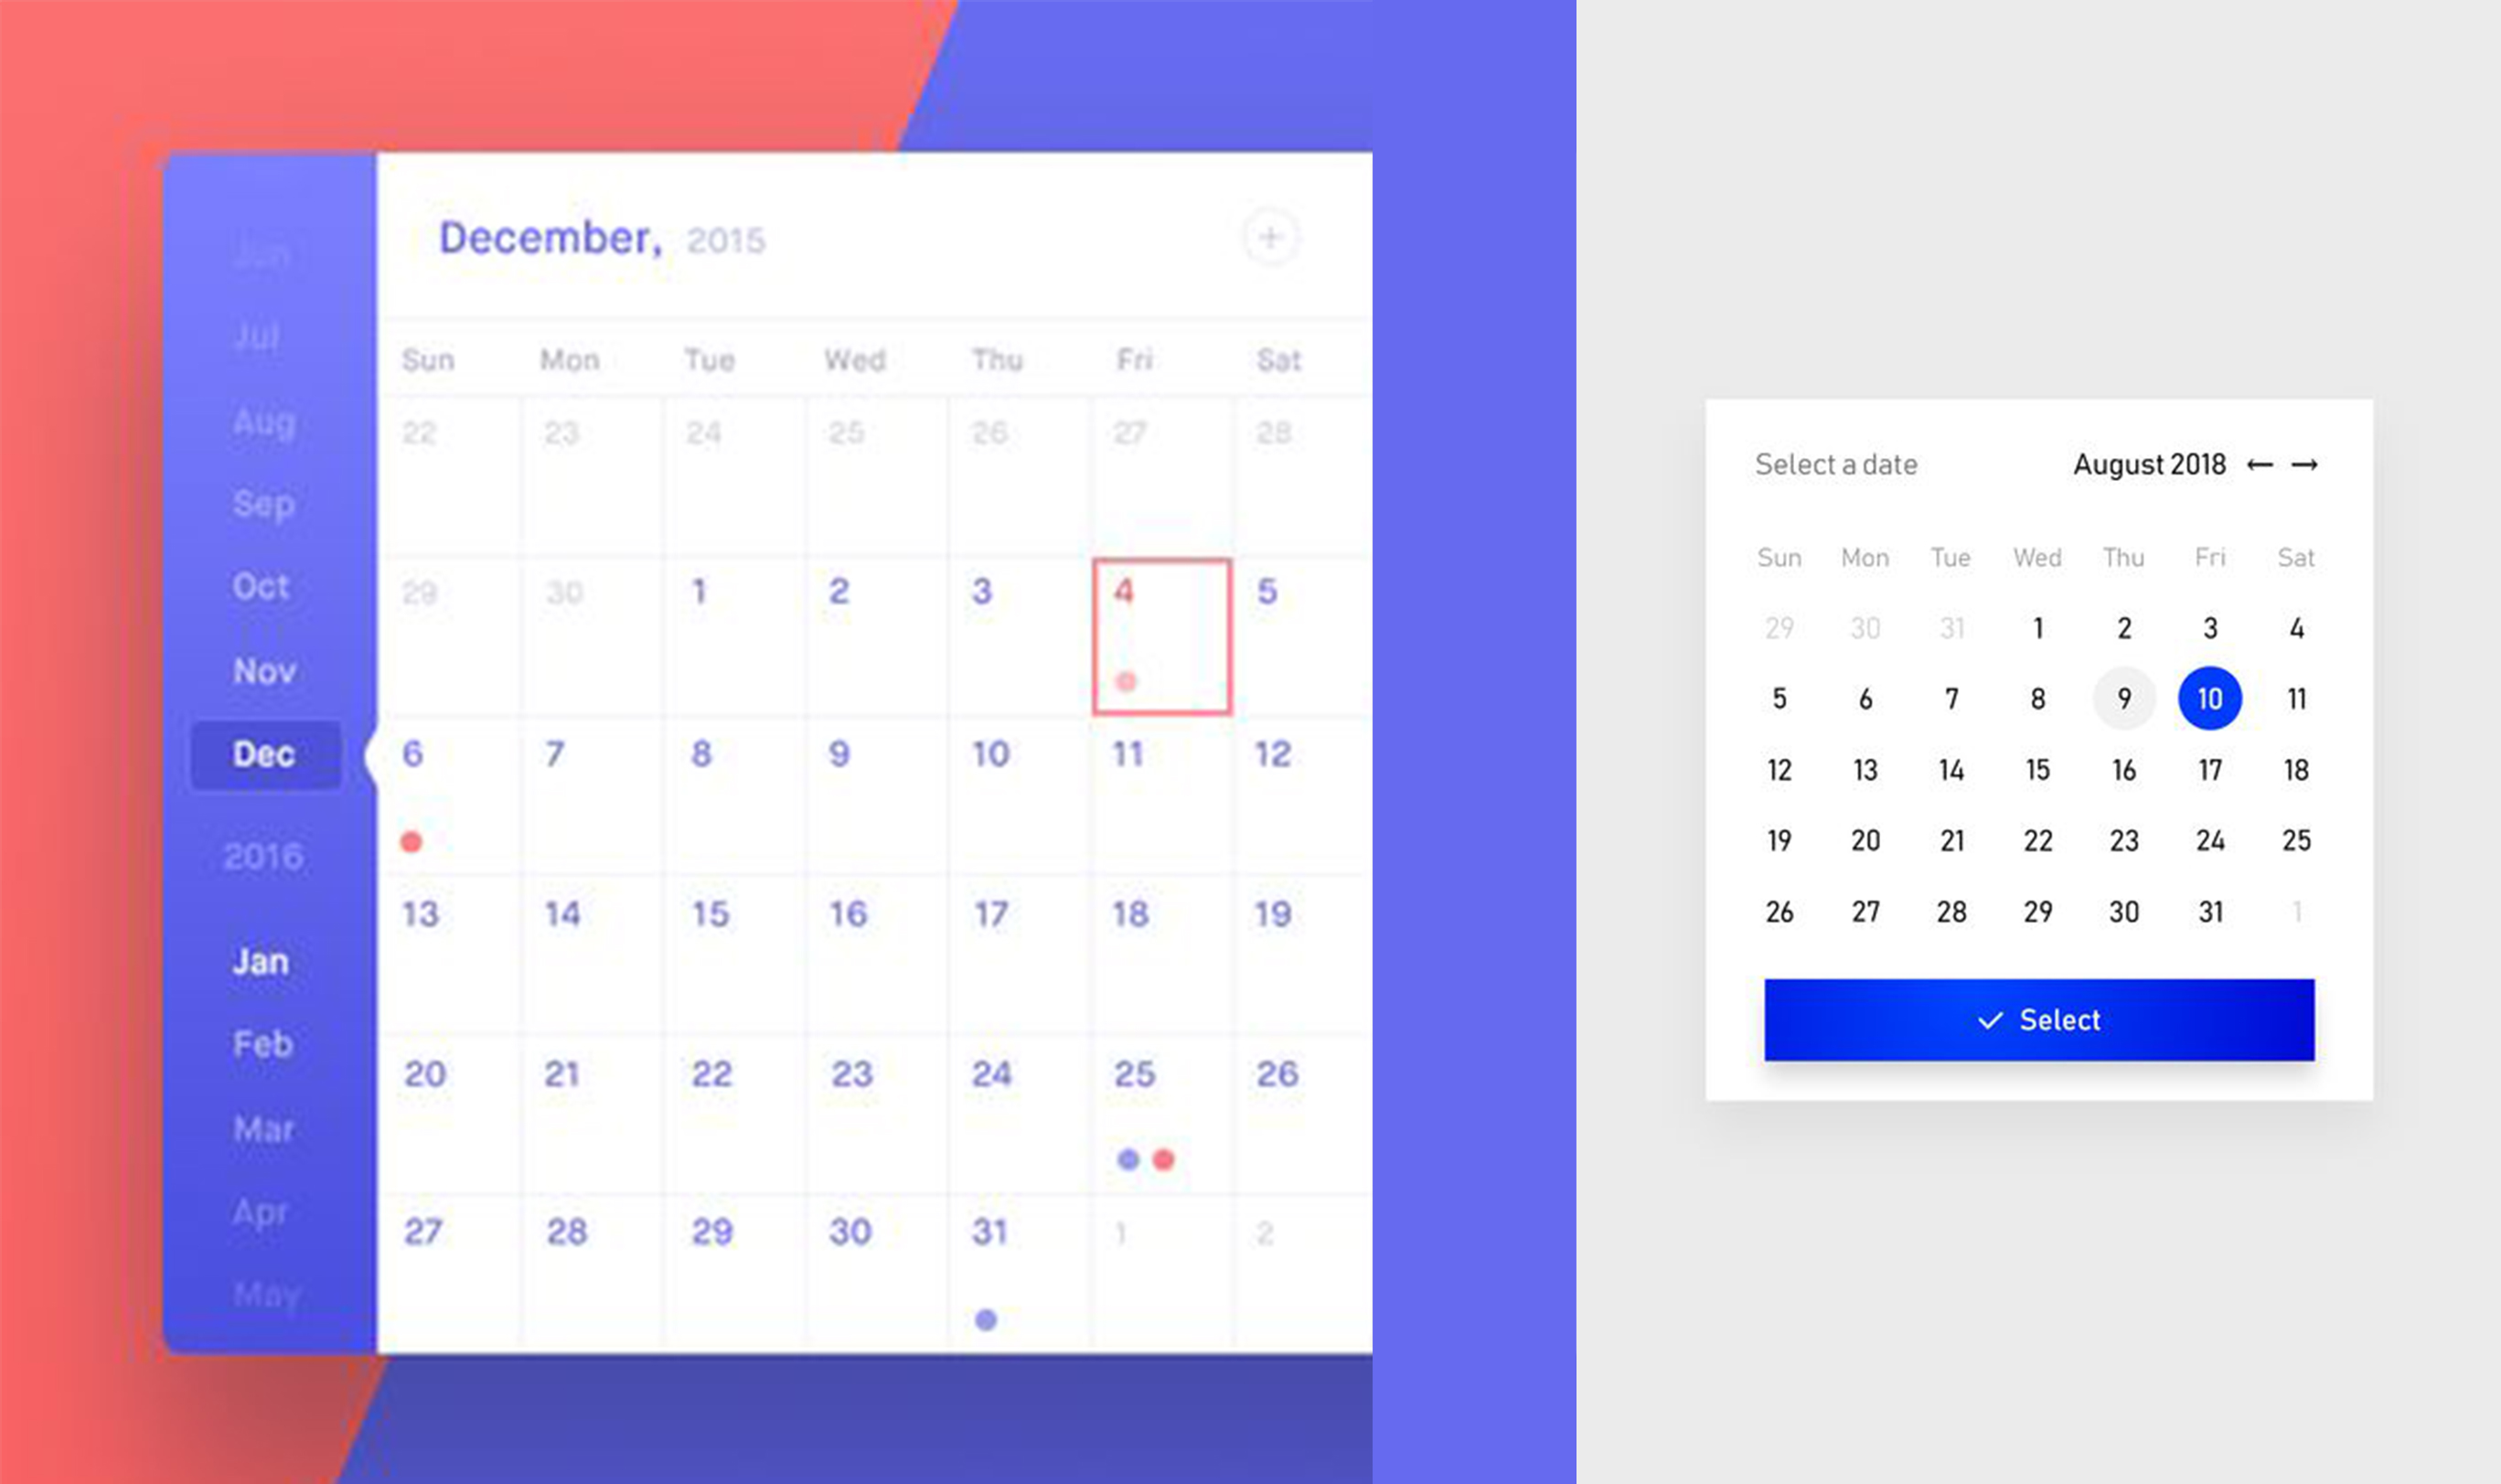 Jun
Jul
Aug
Sep
Oct
Nov
Dec
2016
Jan
Feb
Mar
Apr
May
December, 2015
+
Sun Mon Tue Wed Thu Fri Sat
22 23 24 25 26 27 28
29 30 1 2 3 4 5
6 7 8 9 10 11 12
13 14 15 16 17 18 19
20 21 22 23 24 25 26
27 28 29 30 31 1 2
Select a date August 2018 ← →
Sun Mon Tue Wed Thu Fri Sat
29 30 31 1 2 3 4
5 6 7 8 9 10 11
12 13 14 15 16 17 18
19 20 21 22 23 24 25
26 27 28 29 30 31 1
✓ Select